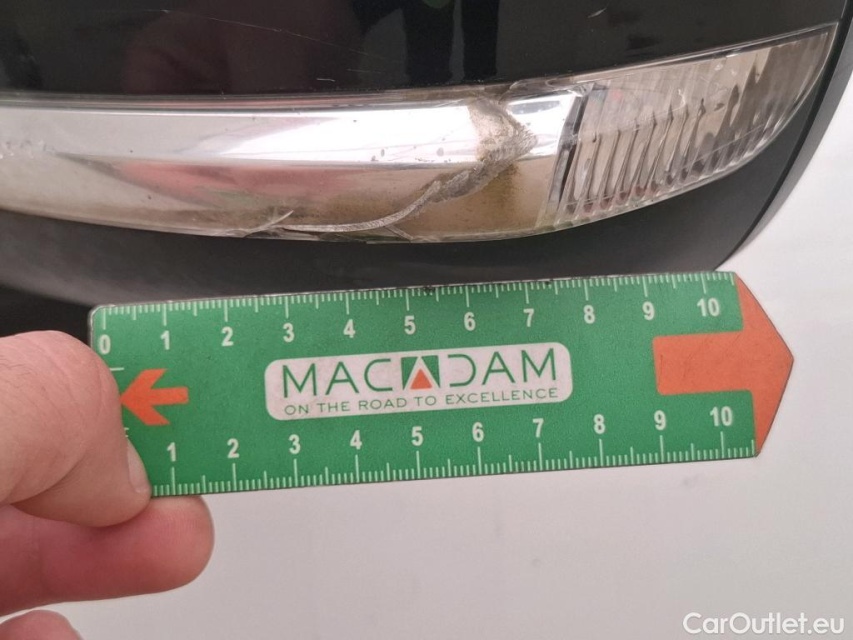 0 1 2 3 4 5 6 7 8 9 10
MACADAM
ON THE ROAD TO EXCELLENCE
1 2 3 4 5 6 7 8 9 10
CarOutlet.eu